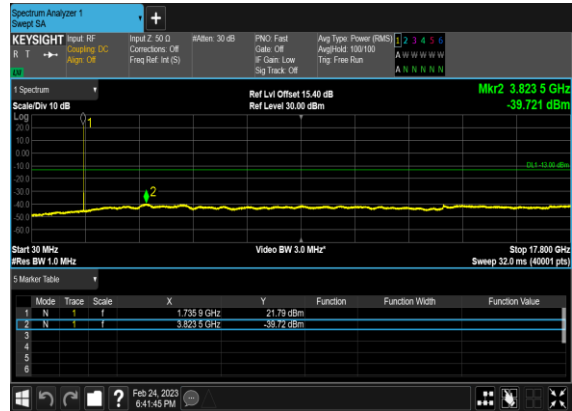 Spectrum Analyzer 1
Swept SA
KEYSIGHT Input: RF Input Z: 50 Ω #Atten: 30 dB PNO: Fast Avg Type: Power (RMS) 1 2 3 4 5 6
R T Coupling: DC Corrections: Off Gate: Off Avg|Hold: 100/100 A W W W W W
Align: Off Freq Ref: Int (S) IF Gain: Low Trig: Free Run
Sig Track: Off A N N N N N
1 Spectrum Ref Lvl Offset 15.40 dB Mkr2 3.823 5 GHz
Scale/Div 10 dB Ref Level 30.00 dBm -39.721 dBm
Log
20.0 1
10.0
0.00
-10.0 DL1 -13.00 dBm
-20.0
-30.0 2
-40.0
-50.0
-60.0
Start 30 MHz Video BW 3.0 MHz* Stop 17.800 GHz
#Res BW 1.0 MHz Sweep 32.0 ms (40001 pts)
5 Marker Table
Mode Trace Scale X Y Function Function Width Function Value
1 N 1 f 1.735 9 GHz 21.79 dBm
2 N 1 f 3.823 5 GHz -39.72 dBm
3
4
5
6
? Feb 24, 2023
6:41:45 PM